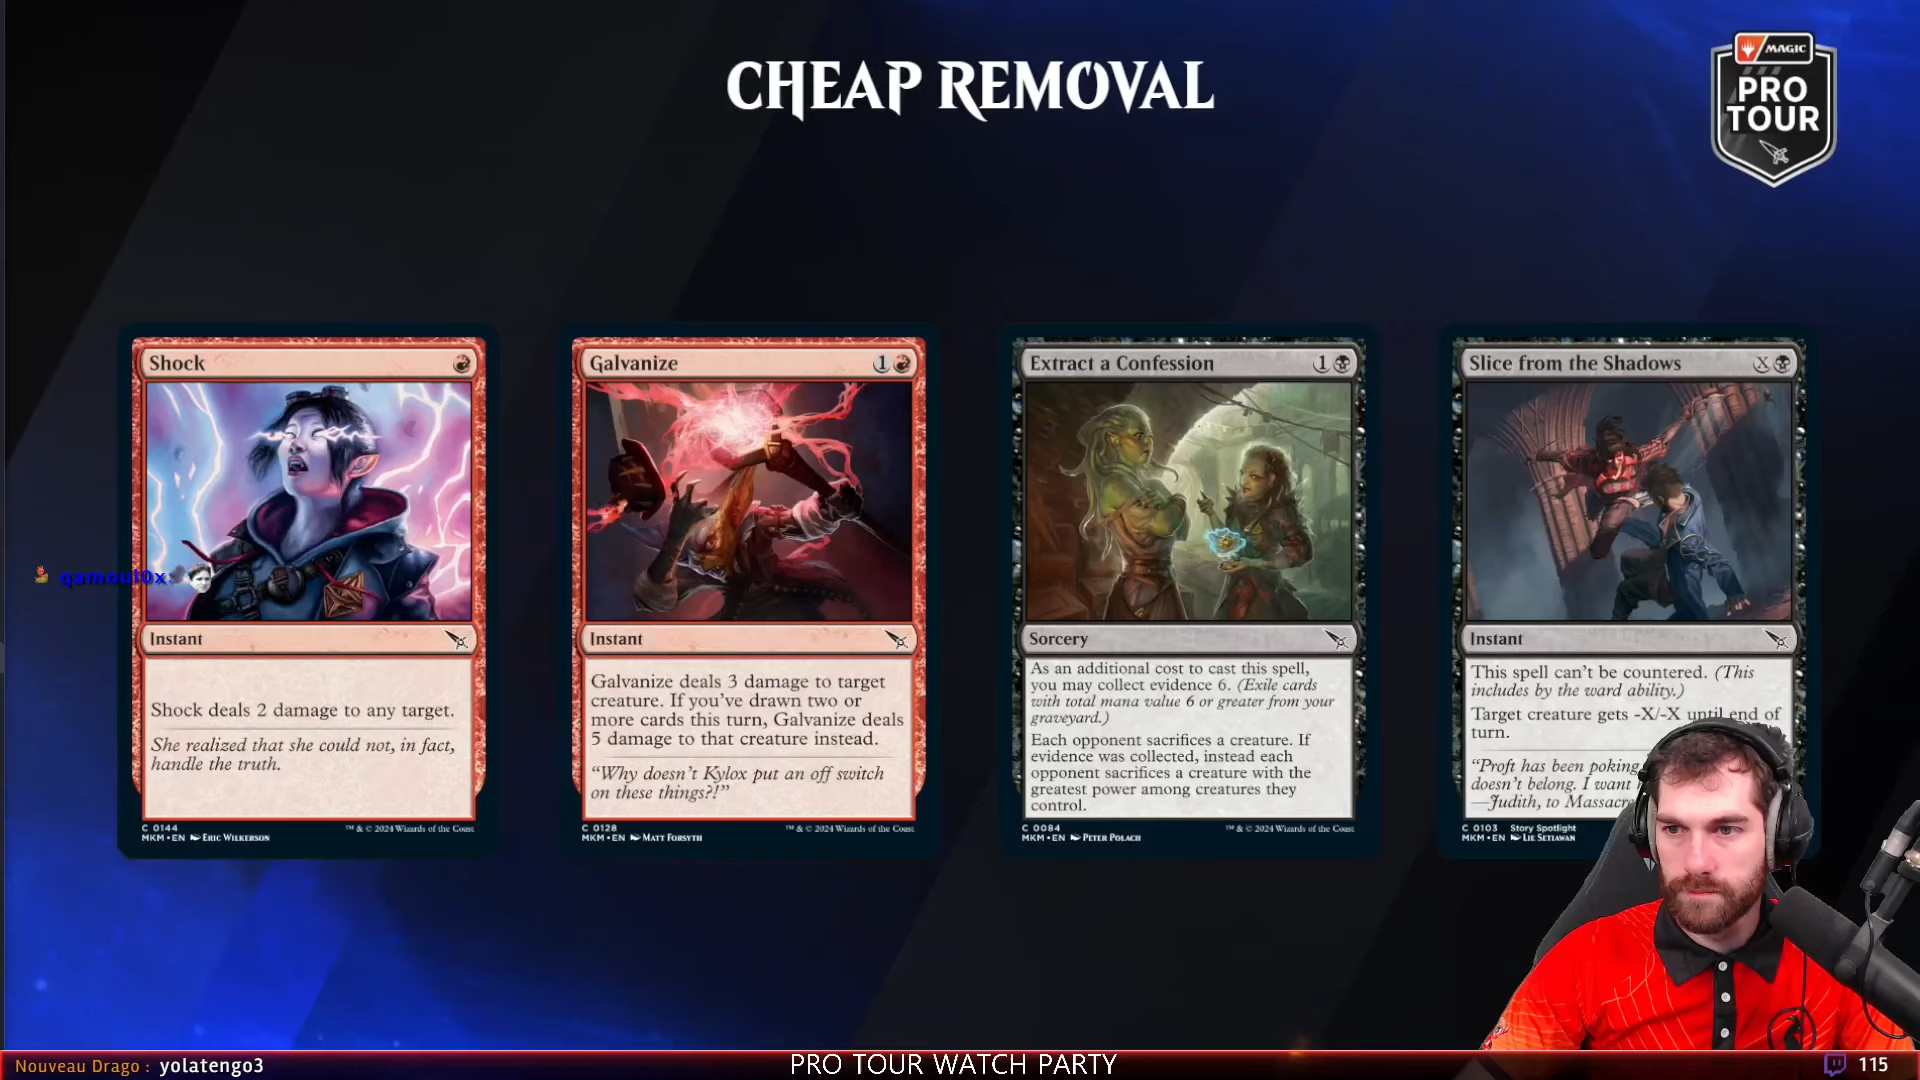 CHEAP REMOVAL
MAGIC
PRO
TOUR
Shock
Instant
Shock deals 2 damage to any target.
She realized that she could not, in fact,
handle the truth.
C 0144
MKM • EN ERIC WILKERSON
™ & © 2024 Wizards of the Coast
Galvanize 1
Instant
Galvanize deals 3 damage to target
creature. If you've drawn two or
more cards this turn, Galvanize deals
5 damage to that creature instead.
“Why doesn't Kylox put an off switch
on these things?!”
C 0128
MKM • EN MATT FORSYTH
™ & © 2024 Wizards of the Coast
Extract a Confession 1
Sorcery
As an additional cost to cast this spell,
you may collect evidence 6. (Exile cards
with total mana value 6 or greater from your
graveyard.)
Each opponent sacrifices a creature. If
evidence was collected, instead each
opponent sacrifices a creature with the
greatest power among creatures they
control.
C 0084
MKM • EN PETER POLACH
™ & © 2024 Wizards of the Coast
Slice from the Shadows X
Instant
This spell can't be countered. (This
includes by the ward ability.)
Target creature gets -X/-X until end of
turn.
“Proft has been poking
doesn't belong. I want
—Judith, to Massacre
C 0103 Story Spotlight
MKM • EN LIE SETIAWAN
qamoul0x:
Nouveau Drago : yolatengo3
PRO TOUR WATCH PARTY
115